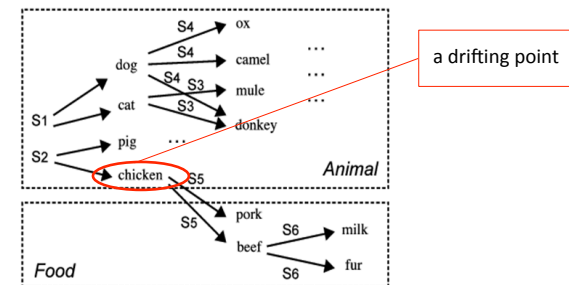 S4
ox
S4
camel
...
a drifting point
dog
...
S4
S3
mule
...
cat
S3
S1
donkey
S2
pig
...
chicken
S5
Animal
S5
pork
S6
milk
beef
S6
fur
Food